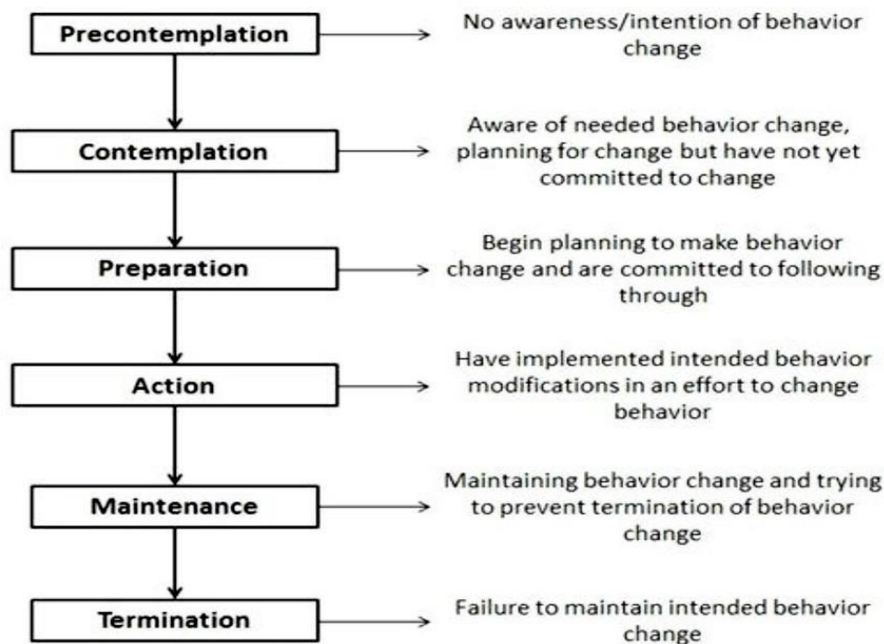 Precontemplation
No awareness/intention of behavior
change
Contemplation
Aware of needed behavior change,
planning for change but have not yet
committed to change
Preparation
Begin planning to make behavior
change and are committed to following
through
Action
Have implemented intended behavior
modifications in an effort to change
behavior
Maintenance
Maintaining behavior change and trying
to prevent termination of behavior
change
Termination
Failure to maintain intended behavior
change